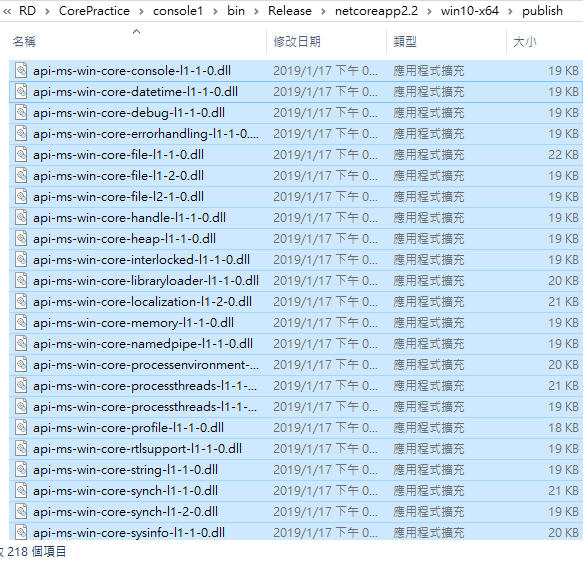 « RD > CorePractice > console1 > bin > Release > netcoreapp2.2 > win10-x64 > publish
名稱 修改日期 類型 大小
api-ms-win-core-console-l1-1-0.dll 2019/1/17 下午 0... 應用程式擴充 19 KB
api-ms-win-core-datetime-l1-1-0.dll 2019/1/17 下午 0... 應用程式擴充 19 KB
api-ms-win-core-debug-l1-1-0.dll 2019/1/17 下午 0... 應用程式擴充 19 KB
api-ms-win-core-errorhandling-l1-1-0.... 2019/1/17 下午 0... 應用程式擴充 19 KB
api-ms-win-core-file-l1-1-0.dll 2019/1/17 下午 0... 應用程式擴充 22 KB
api-ms-win-core-file-l1-2-0.dll 2019/1/17 下午 0... 應用程式擴充 19 KB
api-ms-win-core-file-l2-1-0.dll 2019/1/17 下午 0... 應用程式擴充 19 KB
api-ms-win-core-handle-l1-1-0.dll 2019/1/17 下午 0... 應用程式擴充 19 KB
api-ms-win-core-heap-l1-1-0.dll 2019/1/17 下午 0... 應用程式擴充 19 KB
api-ms-win-core-interlocked-l1-1-0.dll 2019/1/17 下午 0... 應用程式擴充 19 KB
api-ms-win-core-libraryloader-l1-1-0.dll 2019/1/17 下午 0... 應用程式擴充 20 KB
api-ms-win-core-localization-l1-2-0.dll 2019/1/17 下午 0... 應用程式擴充 21 KB
api-ms-win-core-memory-l1-1-0.dll 2019/1/17 下午 0... 應用程式擴充 19 KB
api-ms-win-core-namedpipe-l1-1-0.dll 2019/1/17 下午 0... 應用程式擴充 19 KB
api-ms-win-core-processenvironment-... 2019/1/17 下午 0... 應用程式擴充 20 KB
api-ms-win-core-processthreads-l1-1-... 2019/1/17 下午 0... 應用程式擴充 21 KB
api-ms-win-core-processthreads-l1-1-... 2019/1/17 下午 0... 應用程式擴充 19 KB
api-ms-win-core-profile-l1-1-0.dll 2019/1/17 下午 0... 應用程式擴充 18 KB
api-ms-win-core-rtlsupport-l1-1-0.dll 2019/1/17 下午 0... 應用程式擴充 19 KB
api-ms-win-core-string-l1-1-0.dll 2019/1/17 下午 0... 應用程式擴充 19 KB
api-ms-win-core-synch-l1-1-0.dll 2019/1/17 下午 0... 應用程式擴充 21 KB
api-ms-win-core-synch-l1-2-0.dll 2019/1/17 下午 0... 應用程式擴充 19 KB
api-ms-win-core-sysinfo-l1-1-0.dll 2019/1/17 下午 0... 應用程式擴充 20 KB
218 個項目